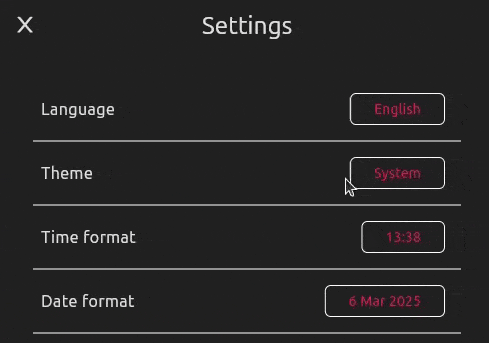 X Settings
Language English
Theme System
Time format 13:38
Date format 6 Mar 2025